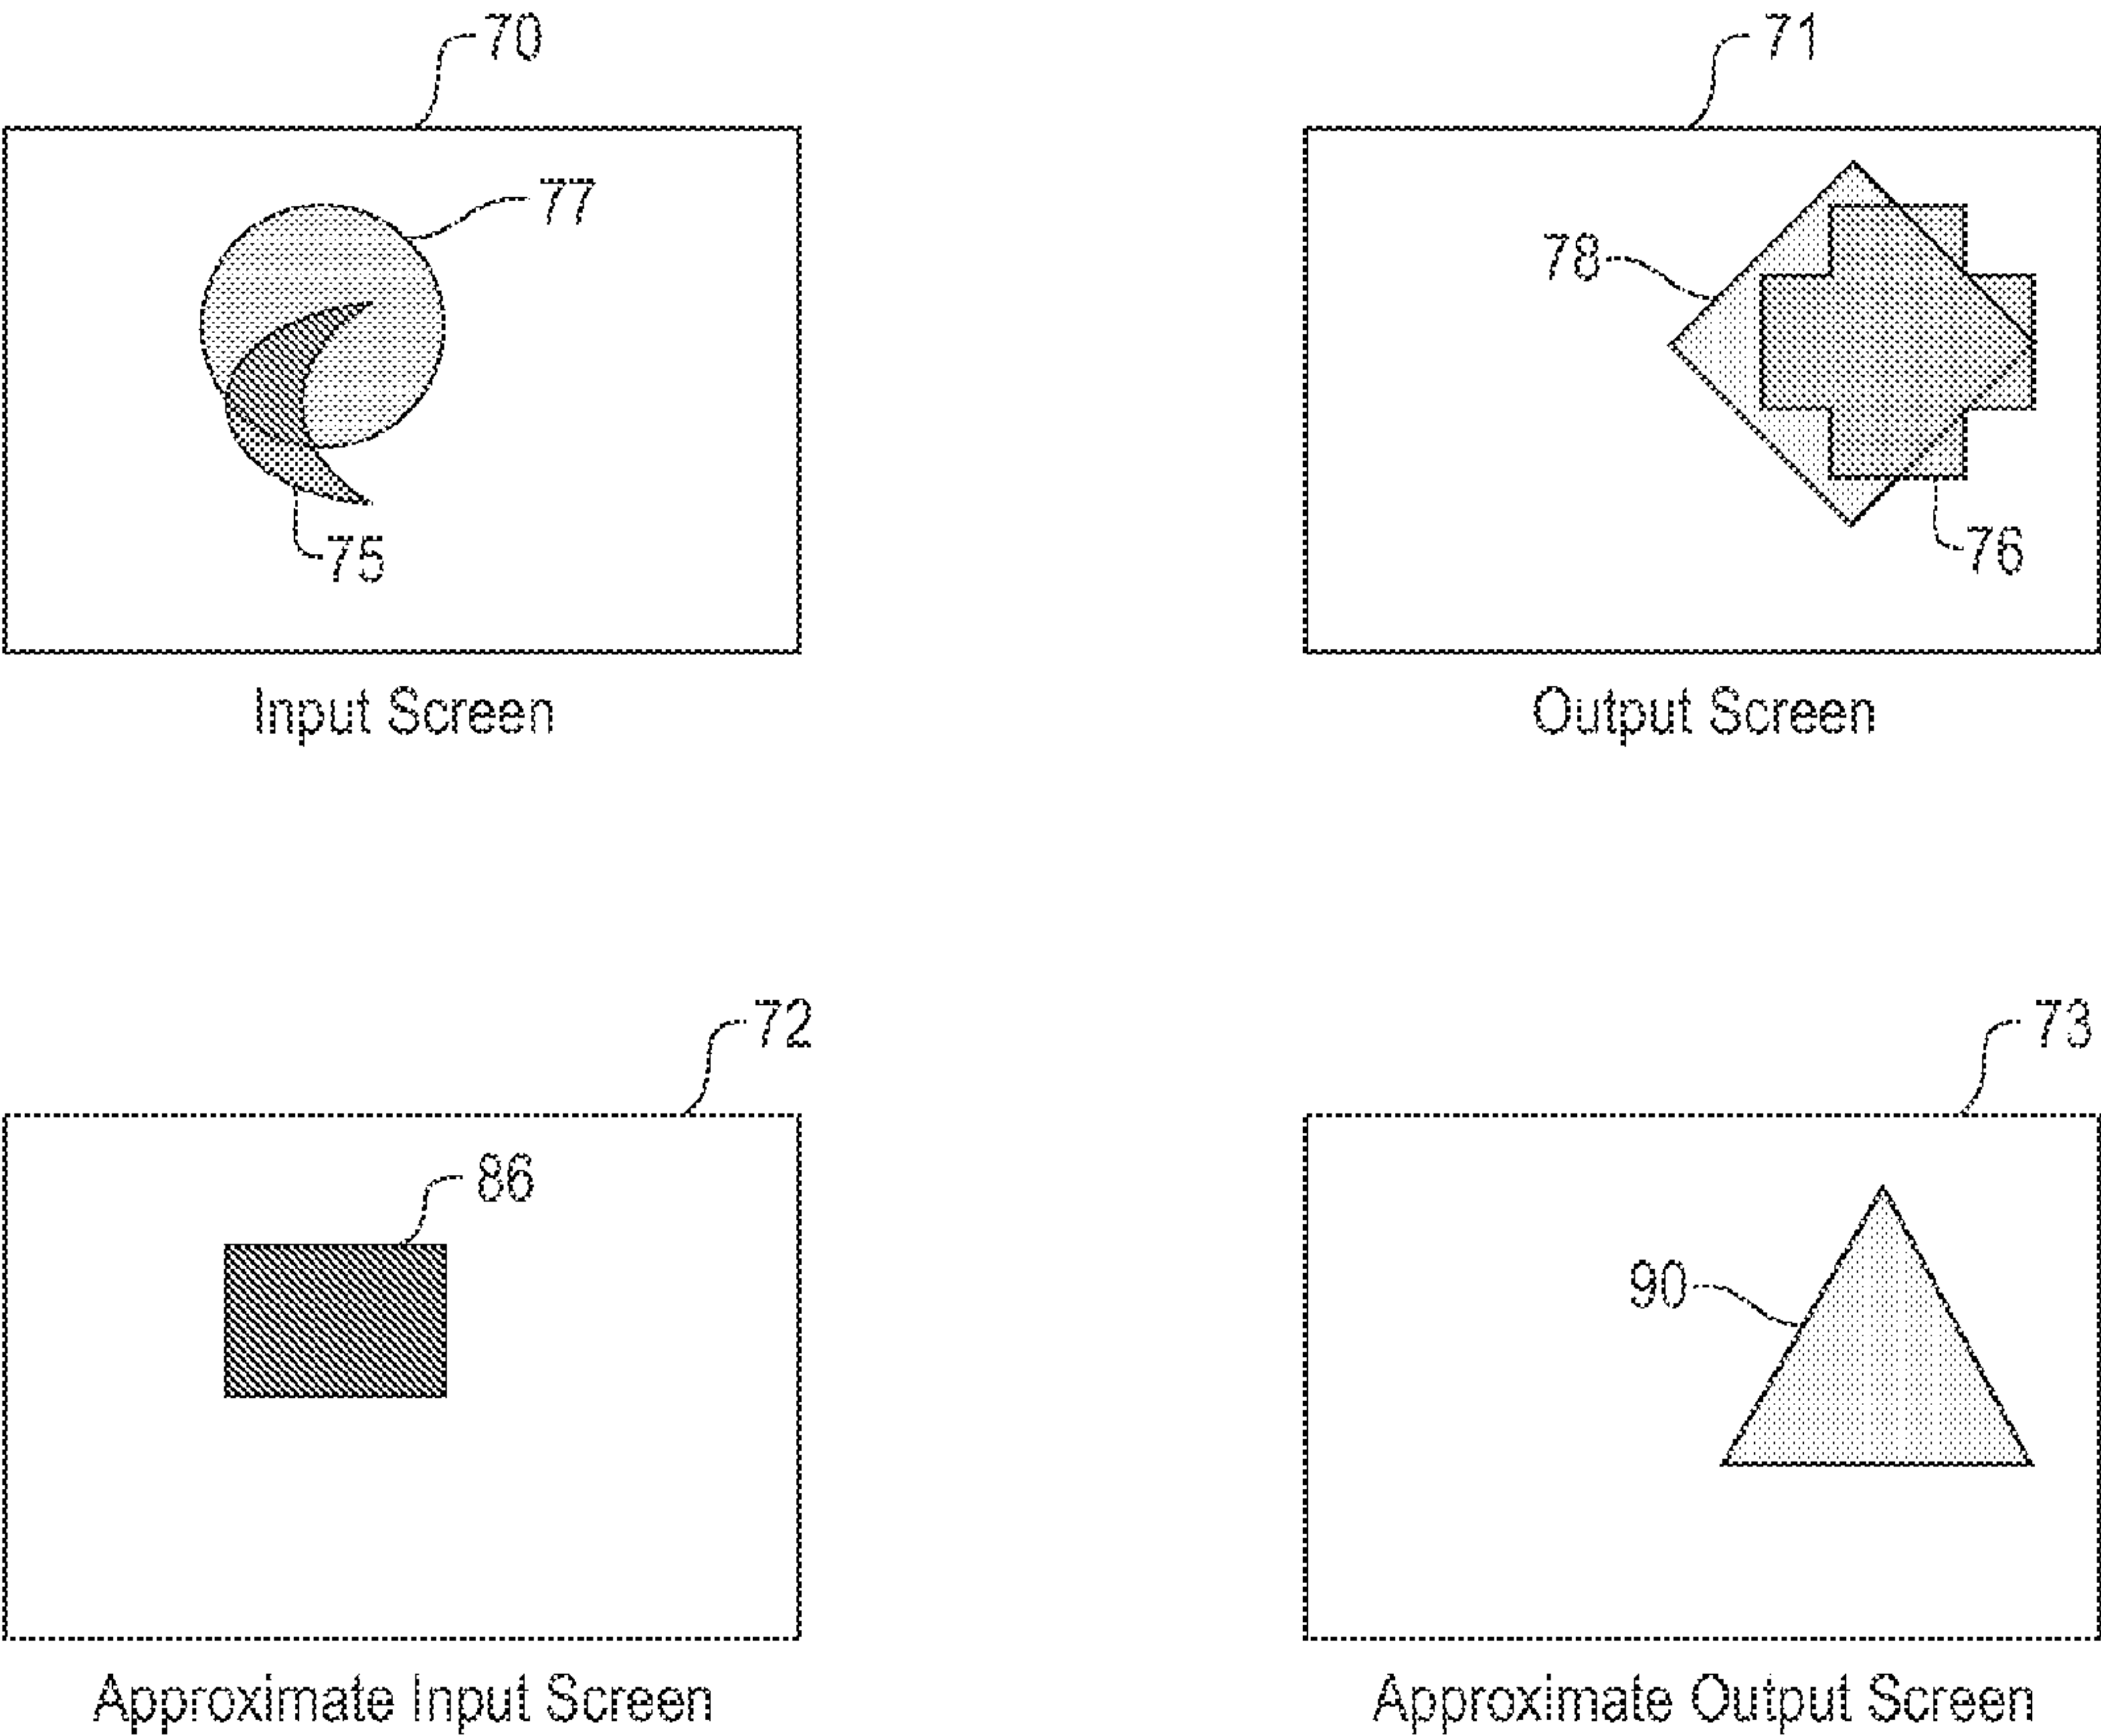 70
71
77
78
75
76
Input Screen
Output Screen
72
73
86
90
Approximate Input Screen
Approximate Output Screen